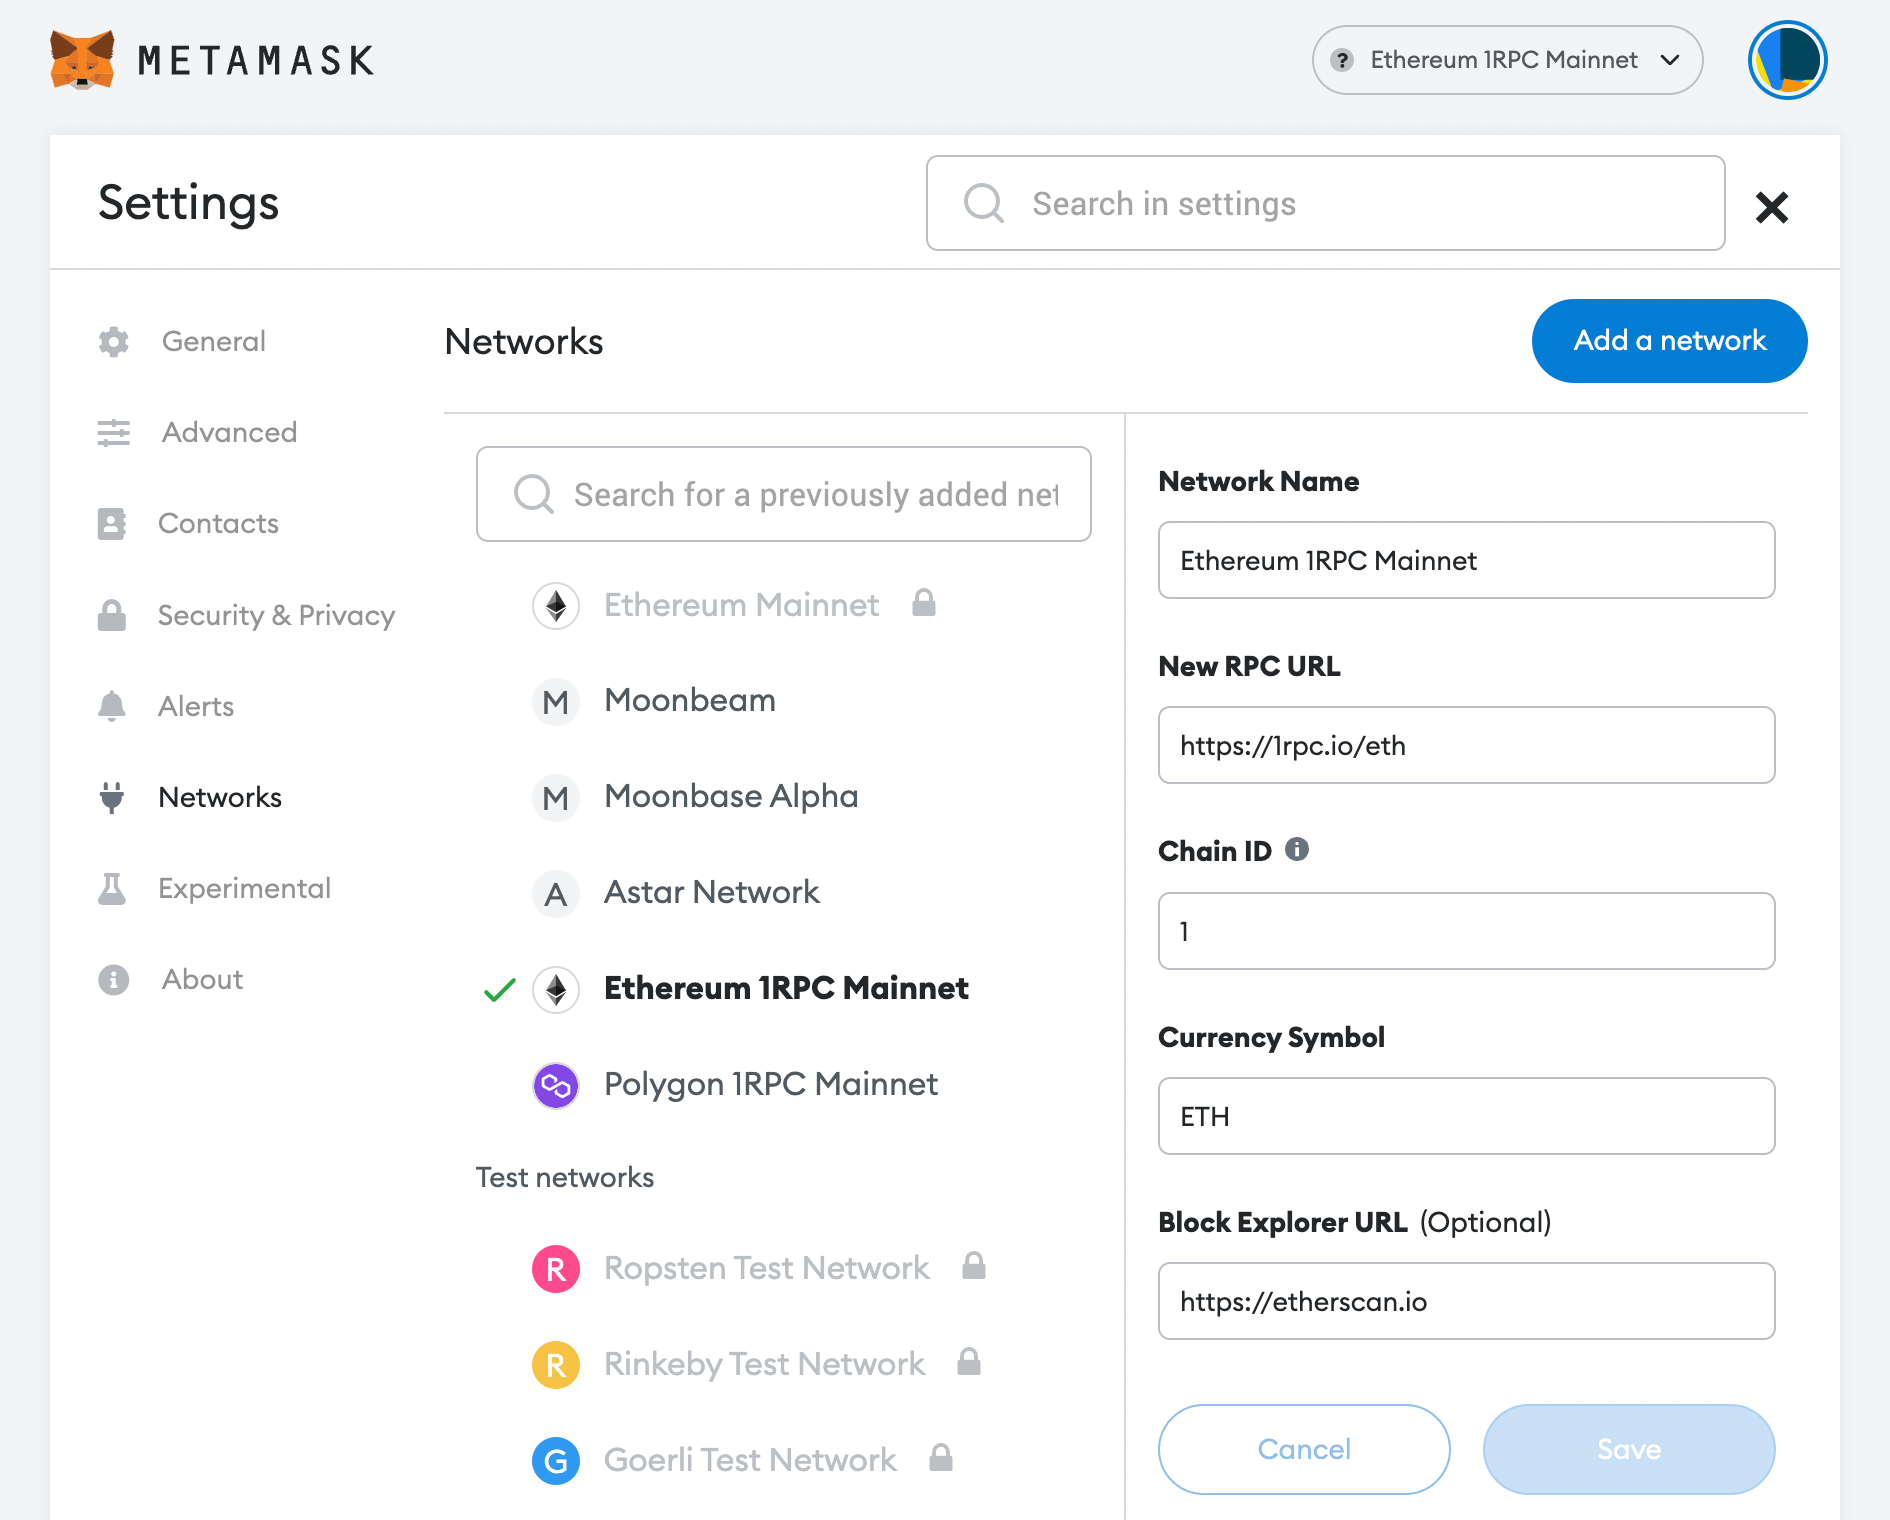 METAMASK
? Ethereum 1RPC Mainnet
Settings
Search in settings
General
Advanced
Contacts
Security & Privacy
Alerts
Networks
Experimental
About
Networks
Add a network
Search for a previously added net
Ethereum Mainnet
M Moonbeam
M Moonbase Alpha
A Astar Network
Ethereum 1RPC Mainnet
Polygon 1RPC Mainnet
Test networks
R Ropsten Test Network
R Rinkeby Test Network
G Goerli Test Network
Network Name
Ethereum 1RPC Mainnet
New RPC URL
https://1rpc.io/eth
Chain ID
1
Currency Symbol
ETH
Block Explorer URL (Optional)
https://etherscan.io
Cancel
Save